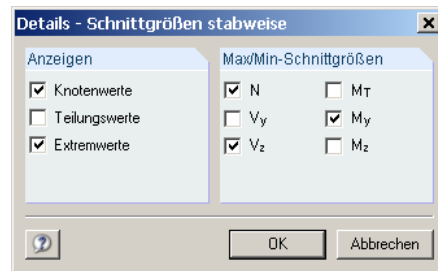 Details - Schnittgrößen stabweise
Anzeigen
Knotenwerte
Teilungswerte
Extremwerte
Max/Min-Schnittgrößen
N
Vy
Vz
MT
My
Mz
OK
Abbrechen